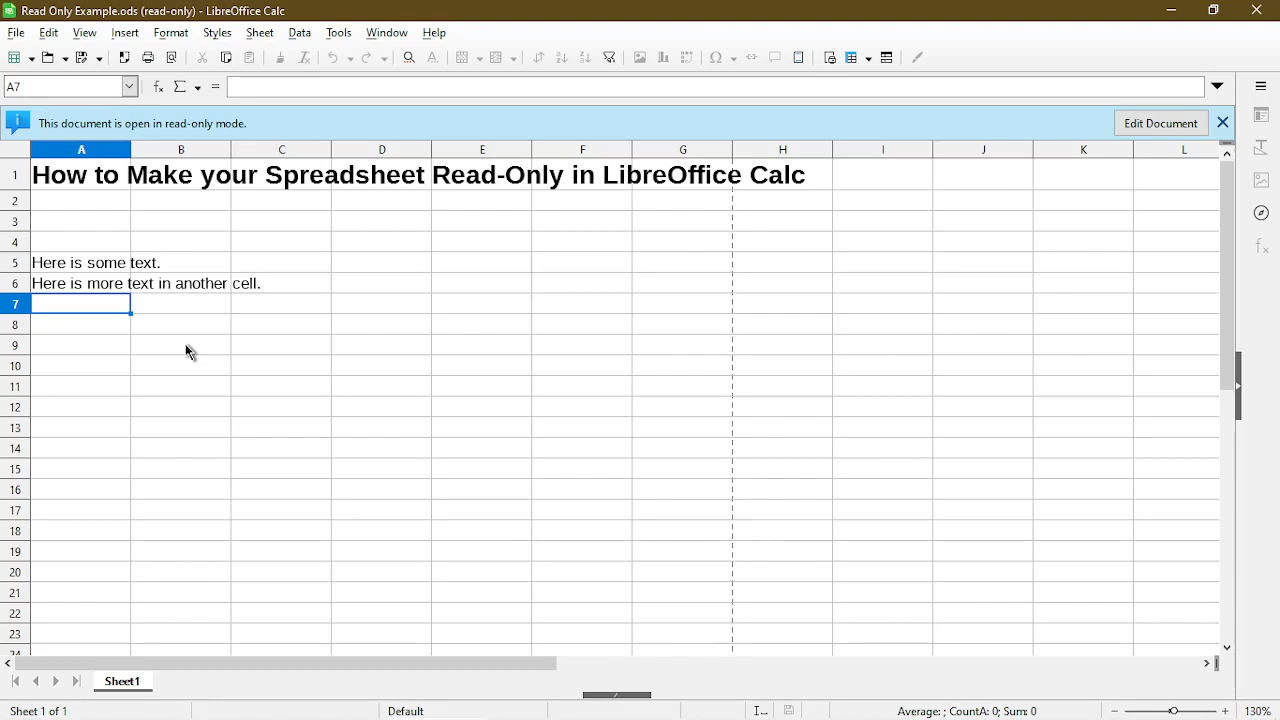 Read Only Example.ods (read-only) - LibreOffice Calc
File Edit View Insert Format Styles Sheet Data Tools Window Help
A7
This document is open in read-only mode. Edit Document
A B C D E F G H I J K L
1 How to Make your Spreadsheet Read-Only in LibreOffice Calc
2
3
4
5 Here is some text.
6 Here is more text in another cell.
7
8
9
10
11
12
13
14
15
16
17
18
19
20
21
22
23
24
Sheet1
Sheet 1 of 1 Default Average: ; CountA: 0; Sum: 0 130%